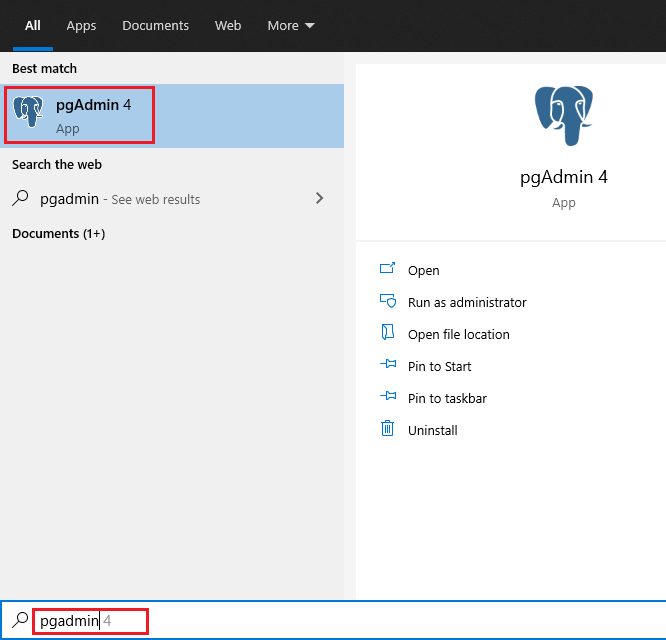 All Apps Documents Web More
Best match
pgAdmin 4
App
Search the web
pgadmin - See web results
Documents (1+)
pgAdmin 4
App
Open
Run as administrator
Open file location
Pin to Start
Pin to taskbar
Uninstall
pgadmin 4